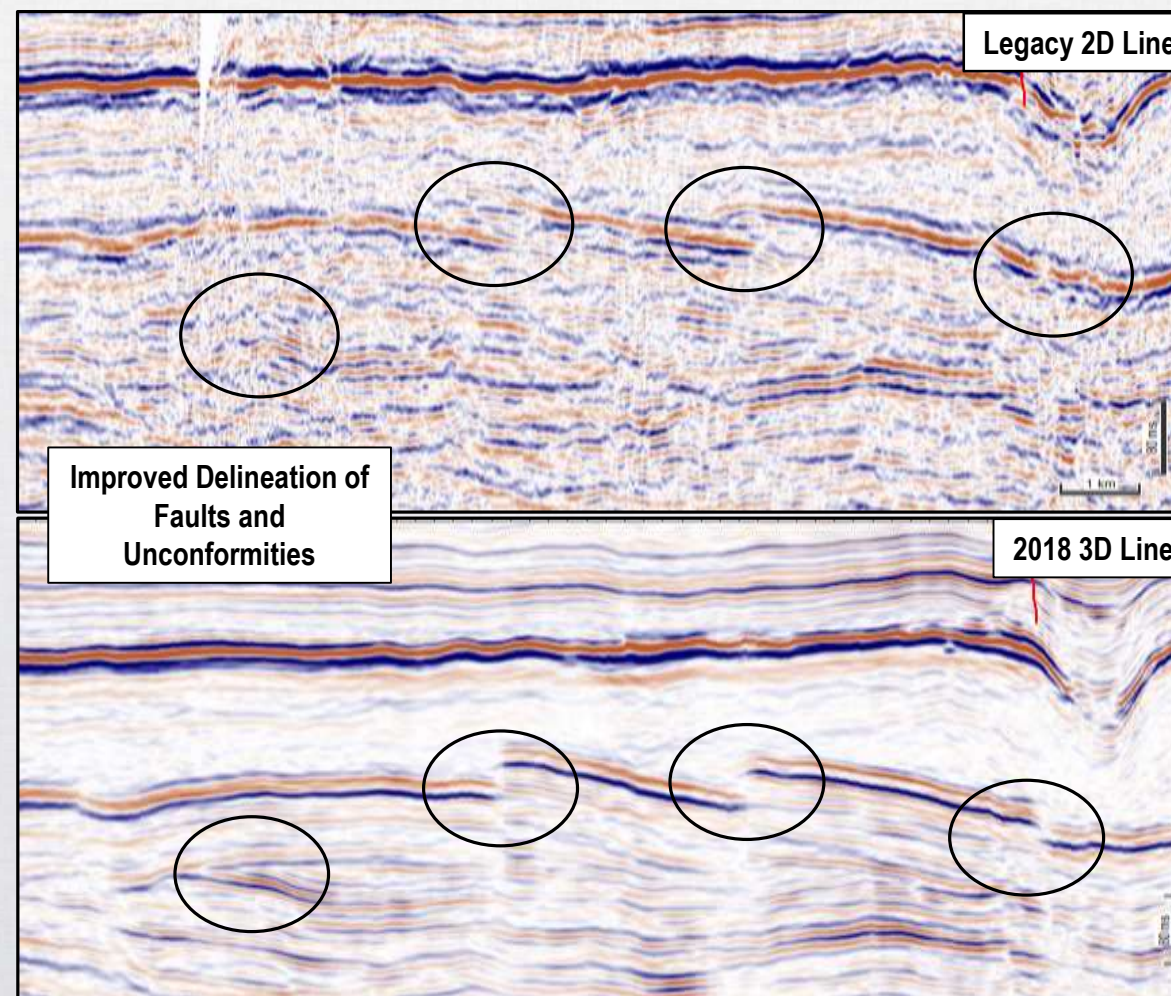 Legacy 2D Line
1 km
Improved Delineation of
Faults and
Unconformities
2018 3D Line